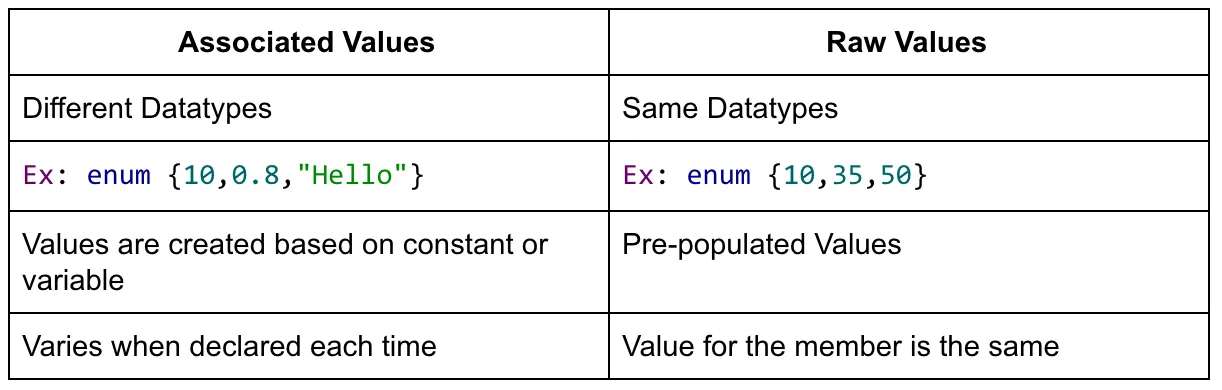 Associated Values
Raw Values
Different Datatypes
Same Datatypes
Ex: enum {10,0.8,"Hello"}
Ex: enum {10,35,50}
Values are created based on constant or
variable
Pre-populated Values
Varies when declared each time
Value for the member is the same